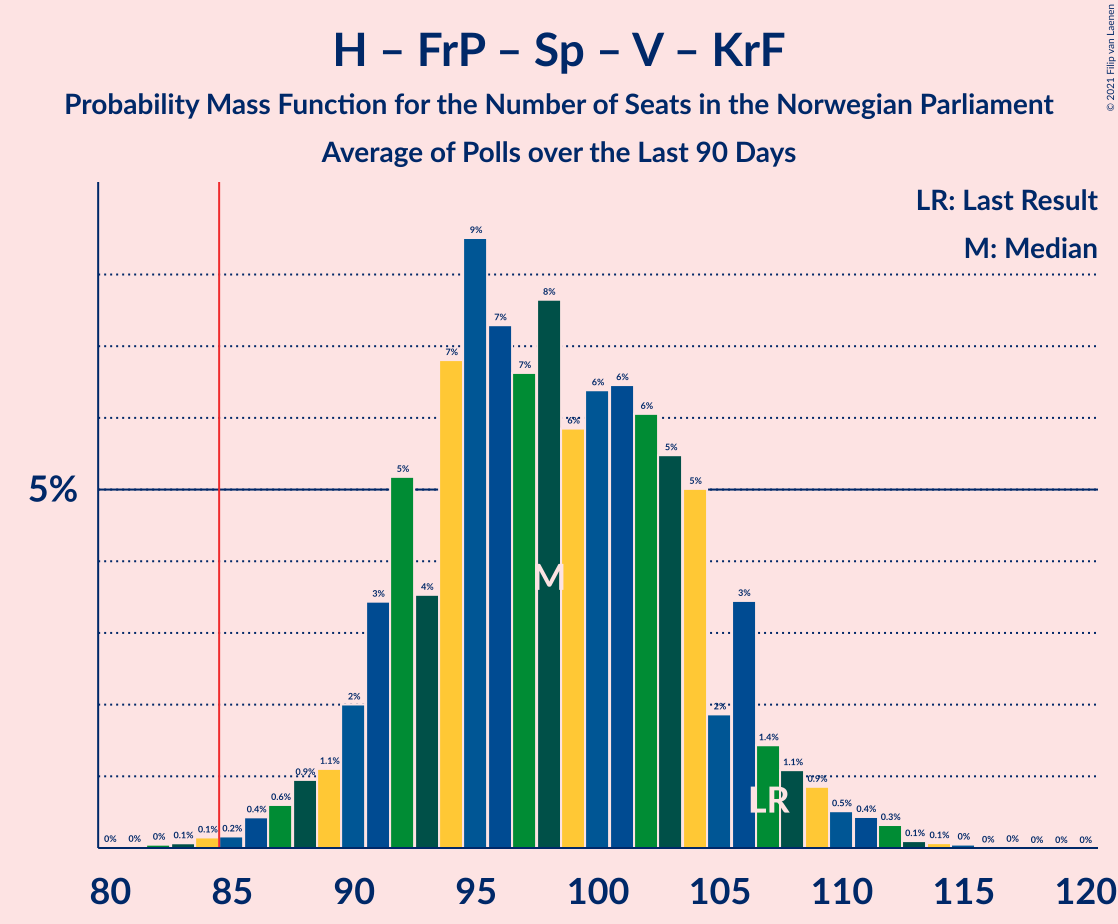 H – FrP – Sp – V – KrF
Probability Mass Function for the Number of Seats in the Norwegian Parliament
Average of Polls over the Last 90 Days
© 2021 Filip van Laenen
LR: Last Result
M: Median
5%
0% 0% 0% 0.1% 0.1% 0.2% 0.4% 0.6% 0.9% 1.1% 2% 3% 5% 4% 7% 9% 7% 7% 8% 6% 6% 6% 6% 5% 5% 2% 3% 1.4% 1.1% 0.9% 0.5% 0.4% 0.3% 0.1% 0.1% 0% 0% 0% 0% 0% 0%
M
LR
80 85 90 95 100 105 110 115 120